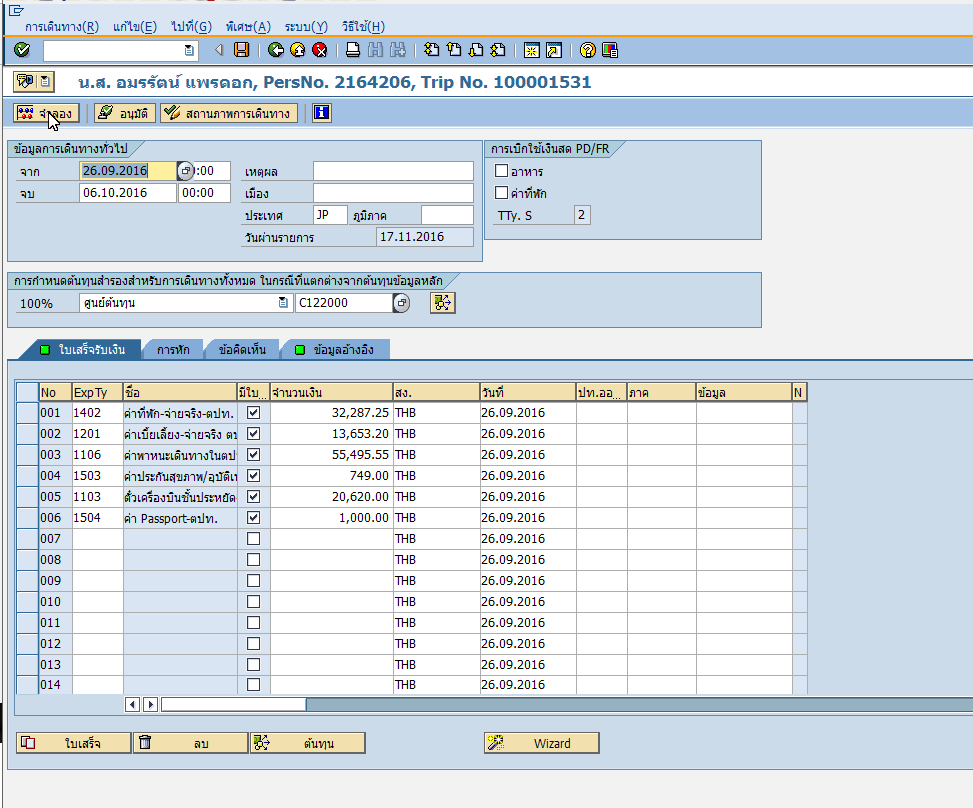 การเดินทาง(R) แก้ไข(E) ไปที่(G) พิเศษ(A) ระบบ(Y) วิธีใช้(H)
น.ส. อมรรัตน์ แพรดอก, PersNo. 2164206, Trip No. 100001531
อนุมัติ สถานภาพการเดินทาง
ข้อมูลการเดินทางทั่วไป
จาก 26.09.2016 :00 เหตุผล
จบ 06.10.2016 00:00 เมือง
ประเทศ JP ภูมิภาค
วันผ่านรายการ 17.11.2016
การเบิกใช้เงินสด PD/FR
อาหาร
ค่าที่พัก
TTy. S 2
การกำหนดต้นทุนสำรองสำหรับการเดินทางทั้งหมด ในกรณีที่แตกต่างจากต้นทุนข้อมูลหลัก
100% ศูนย์ต้นทุน C122000
ใบเสร็จรับเงิน การหัก ข้อคิดเห็น ข้อมูลอ้างอิง
No ExpTy ชื่อ มีใบ... จำนวนเงิน สง. วันที่ ปท.ออ... ภาค ข้อมูล N
001 1402 ค่าที่พัก-จ่ายจริง-ตปท. 32,287.25 THB 26.09.2016
002 1201 ค่าเบี้ยเลี้ยง-จ่ายจริง ตป 13,653.20 THB 26.09.2016
003 1106 ค่าพาหนะเดินทางในตป 55,495.55 THB 26.09.2016
004 1503 ค่าประกันสุขภาพ/อุบัติเ 749.00 THB 26.09.2016
005 1103 ตั๋วเครื่องบินชั้นประหยัด- 20,620.00 THB 26.09.2016
006 1504 ค่า Passport-ตปท. 1,000.00 THB 26.09.2016
007 THB 26.09.2016
008 THB 26.09.2016
009 THB 26.09.2016
010 THB 26.09.2016
011 THB 26.09.2016
012 THB 26.09.2016
013 THB 26.09.2016
014 THB 26.09.2016
ใบเสร็จ ลบ ต้นทุน Wizard